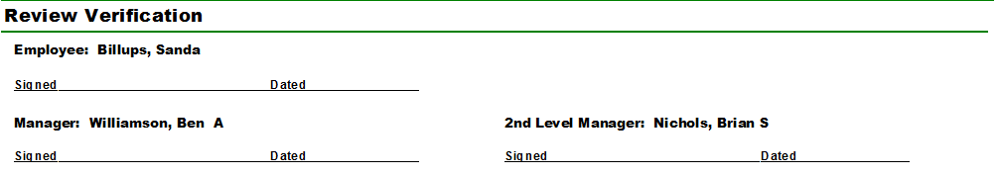 Review Verification
Employee: Billups, Sanda
Signed Dated
Manager: Williamson, Ben A 2nd Level Manager: Nichols, Brian S
Signed Dated Signed Dated